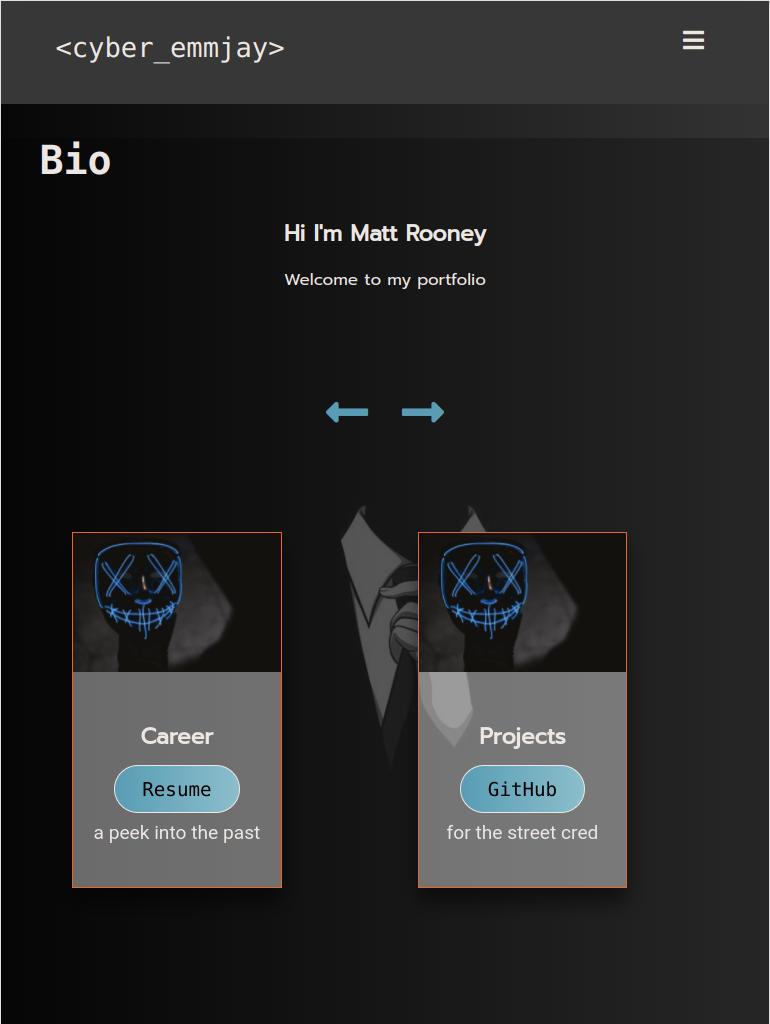 <cyber_emmjay>
Bio
Hi I'm Matt Rooney
Welcome to my portfolio
Career
Resume
a peek into the past
Projects
GitHub
for the street cred